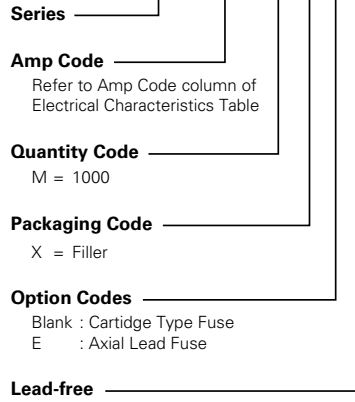 Series
Amp Code
Refer to Amp Code column of
Electrical Characteristics Table
Quantity Code
M = 1000
Packaging Code
X = Filler
Option Codes
Blank : Cartidge Type Fuse
E : Axial Lead Fuse
Lead-free